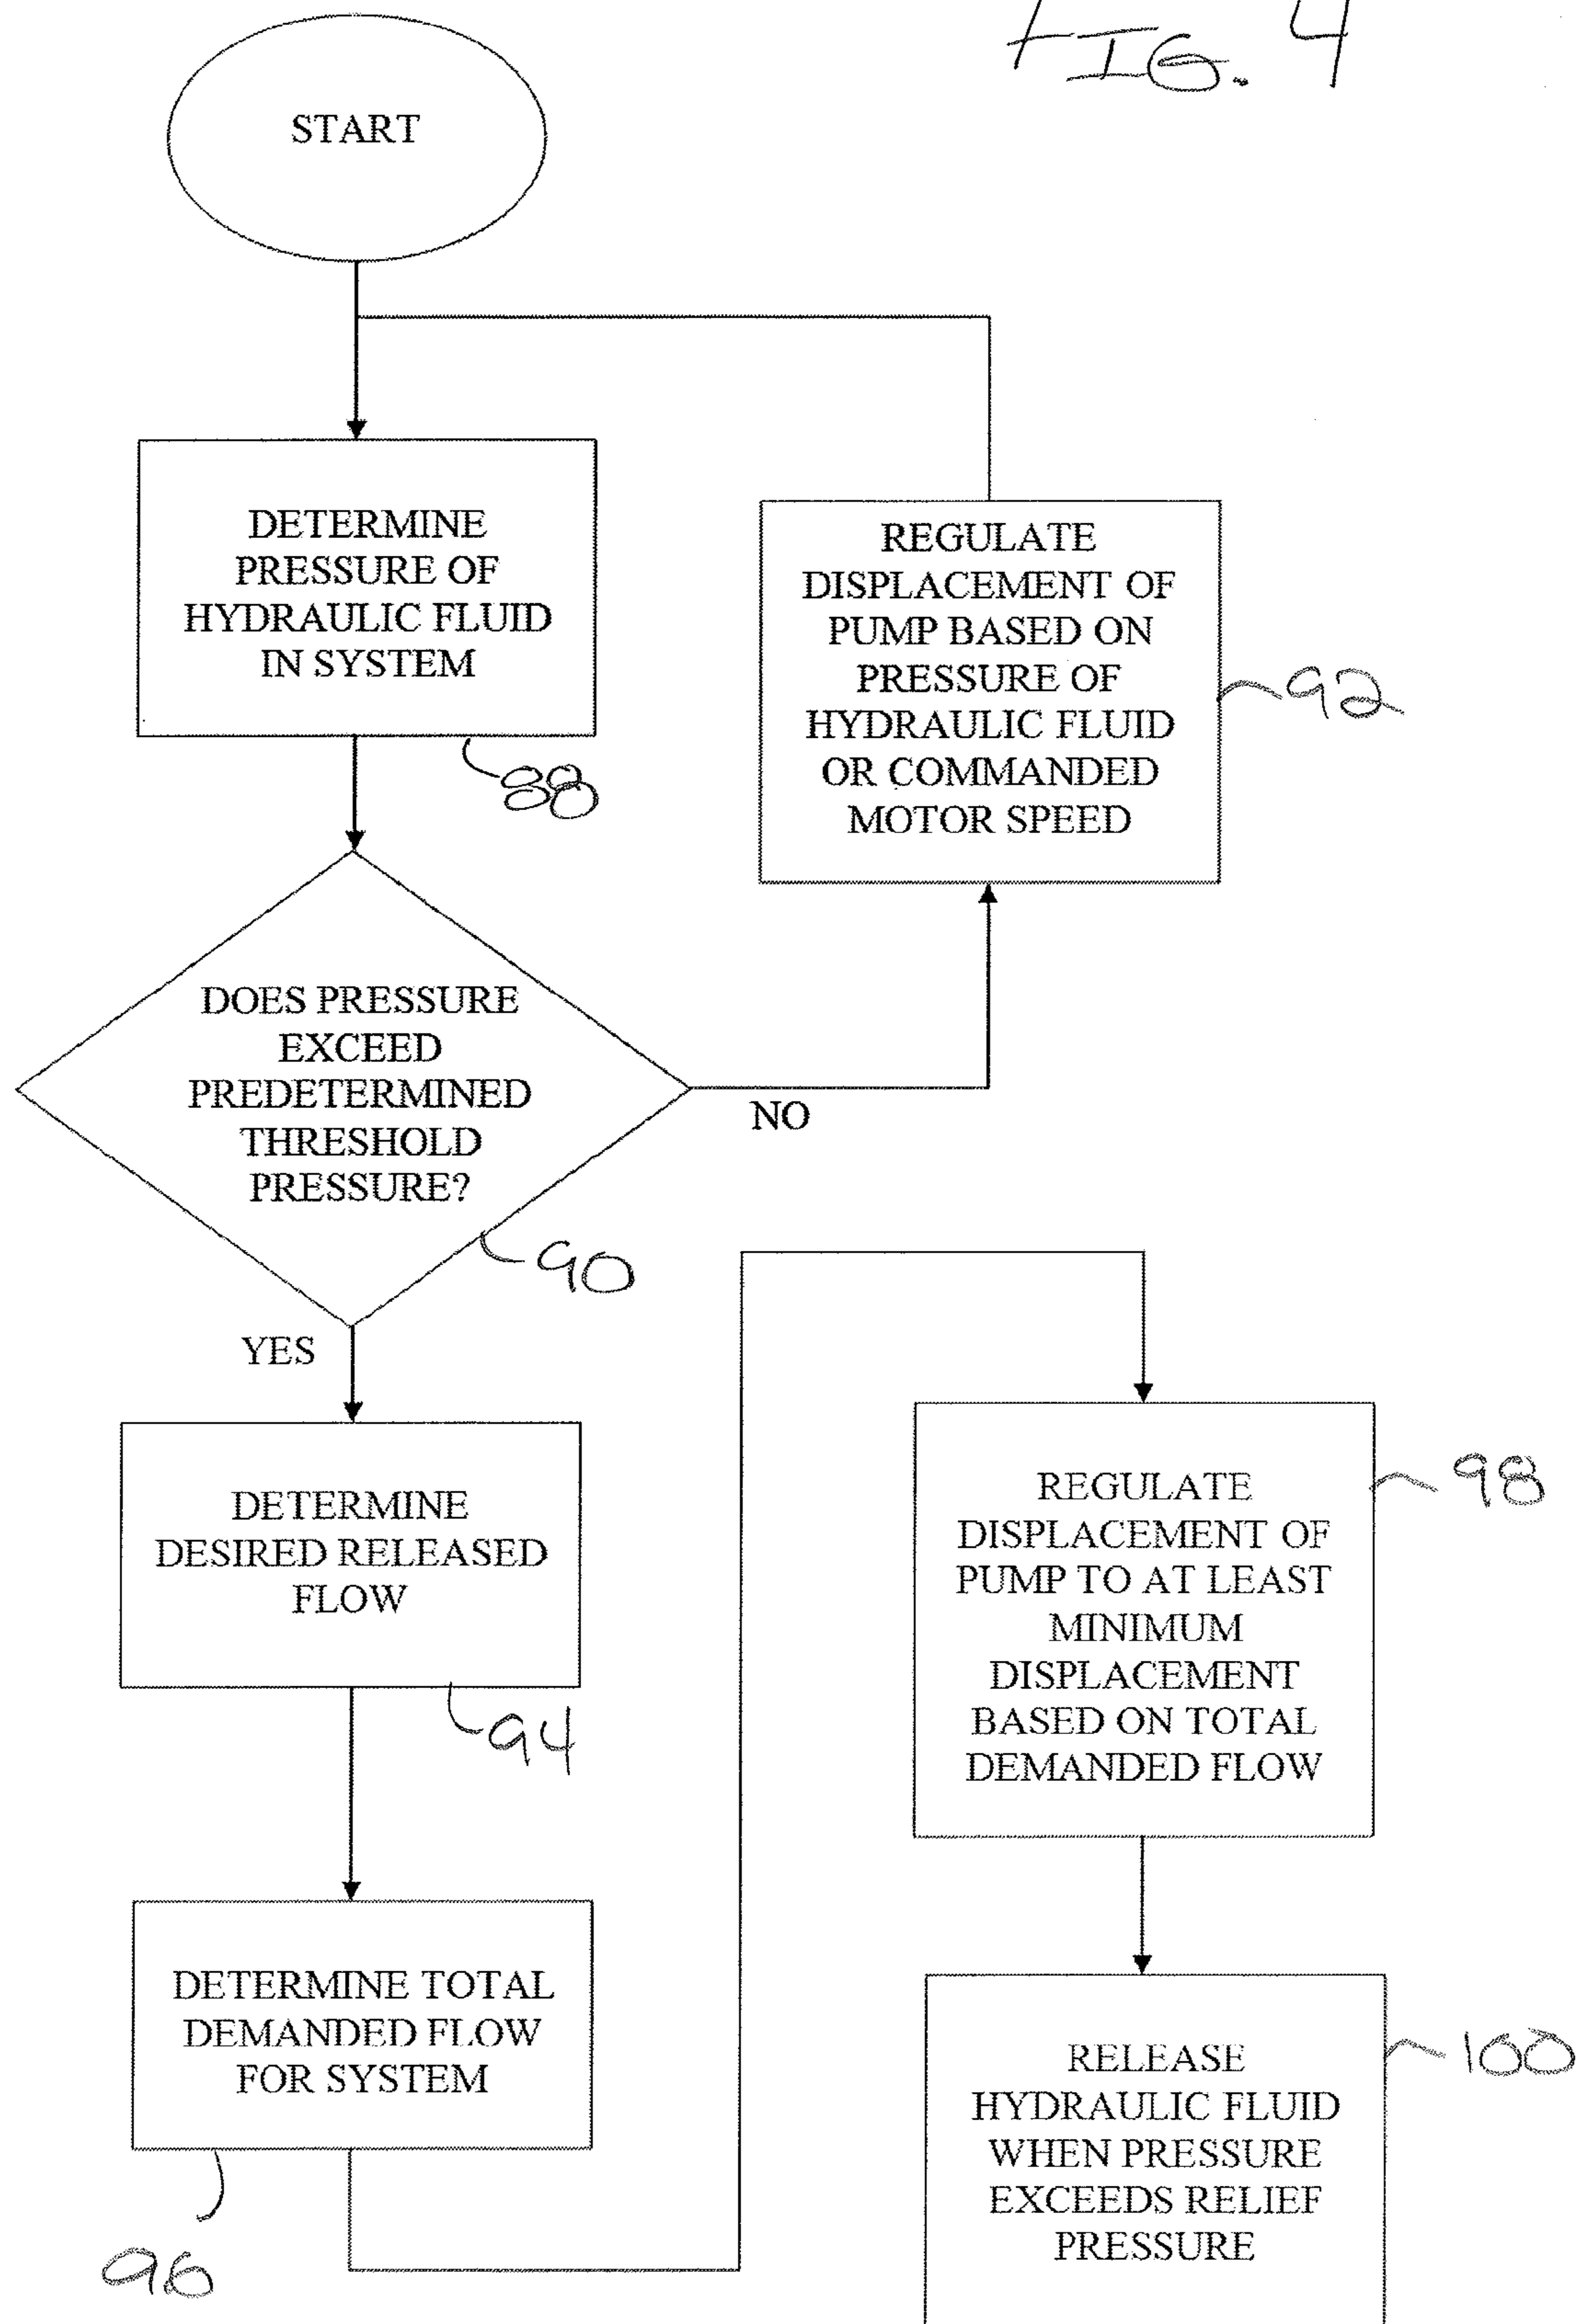 FIG. 4
START
DETERMINE
PRESSURE OF
HYDRAULIC FLUID
IN SYSTEM
88
REGULATE
DISPLACEMENT OF
PUMP BASED ON
PRESSURE OF
HYDRAULIC FLUID
OR COMMANDED
MOTOR SPEED
92
DOES PRESSURE
EXCEED
PREDETERMINED
THRESHOLD
PRESSURE?
90
NO
YES
DETERMINE
DESIRED RELEASED
FLOW
94
DETERMINE TOTAL
DEMANDED FLOW
FOR SYSTEM
96
REGULATE
DISPLACEMENT OF
PUMP TO AT LEAST
MINIMUM
DISPLACEMENT
BASED ON TOTAL
DEMANDED FLOW
98
RELEASE
HYDRAULIC FLUID
WHEN PRESSURE
EXCEEDS RELIEF
PRESSURE
100